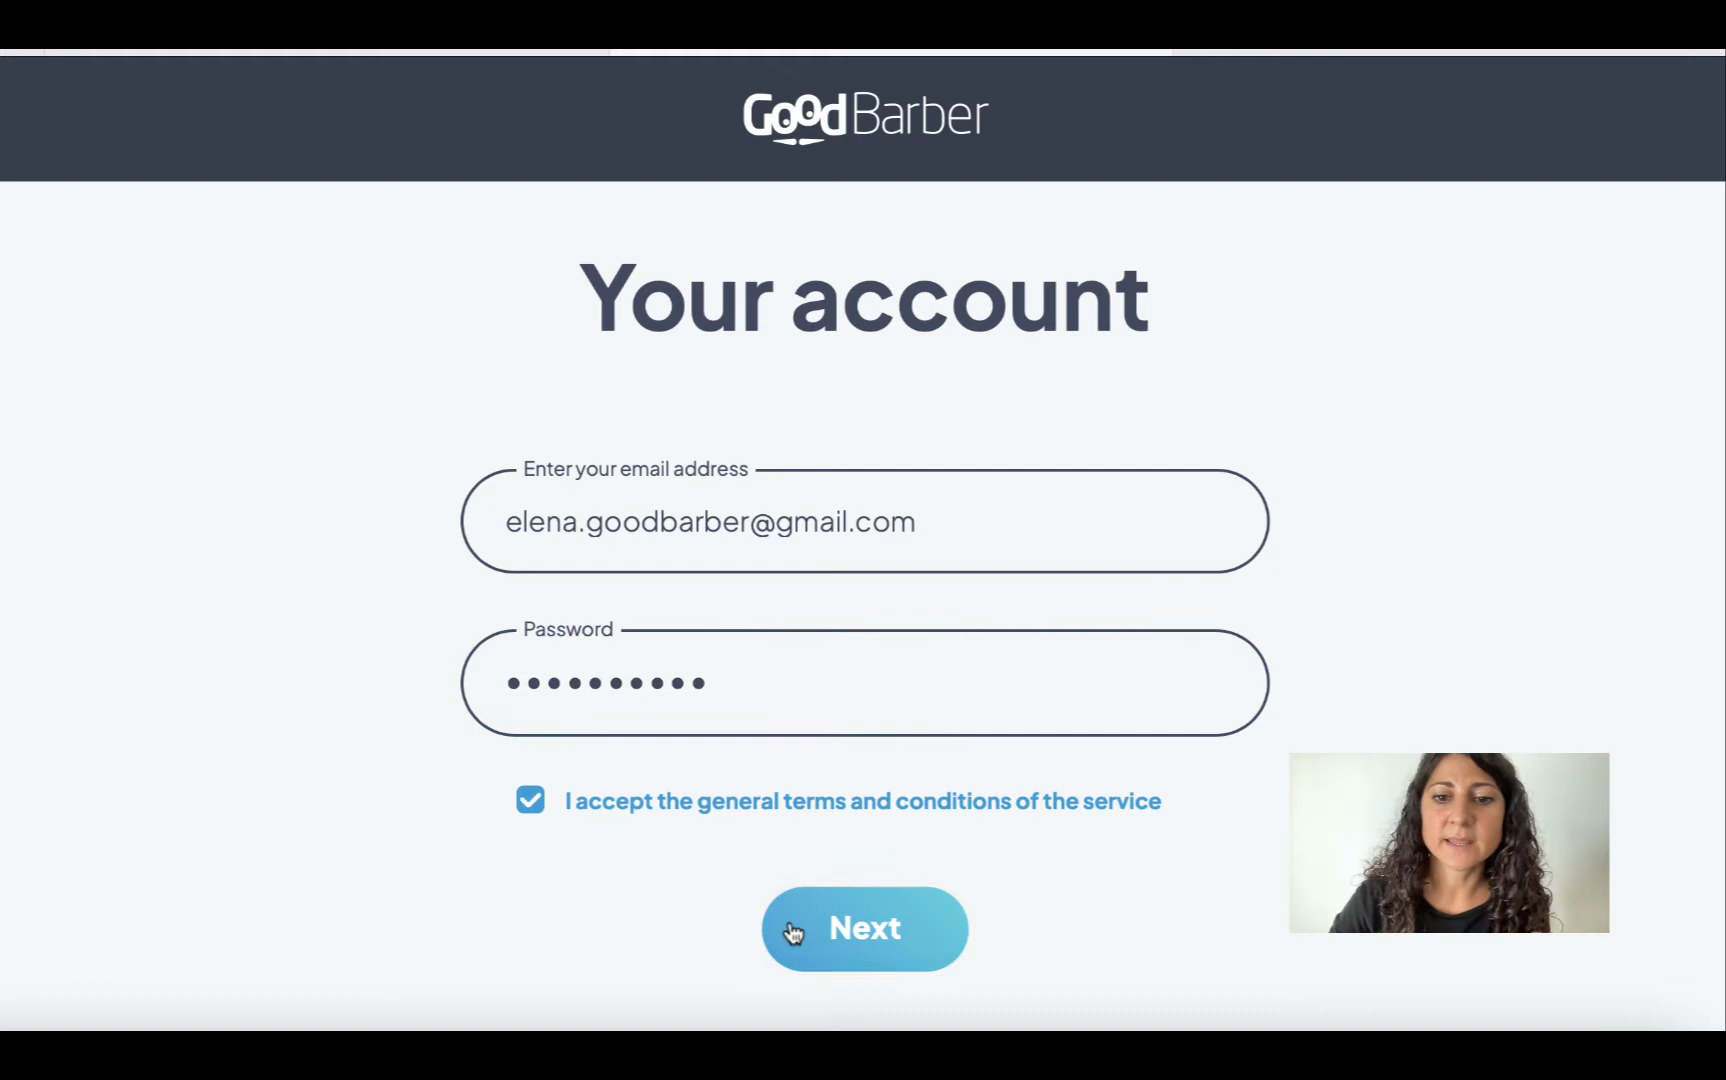 GoodBarber
Your account
Enter your email address
elena.goodbarber@gmail.com
Password
I accept the general terms and conditions of the service
Next